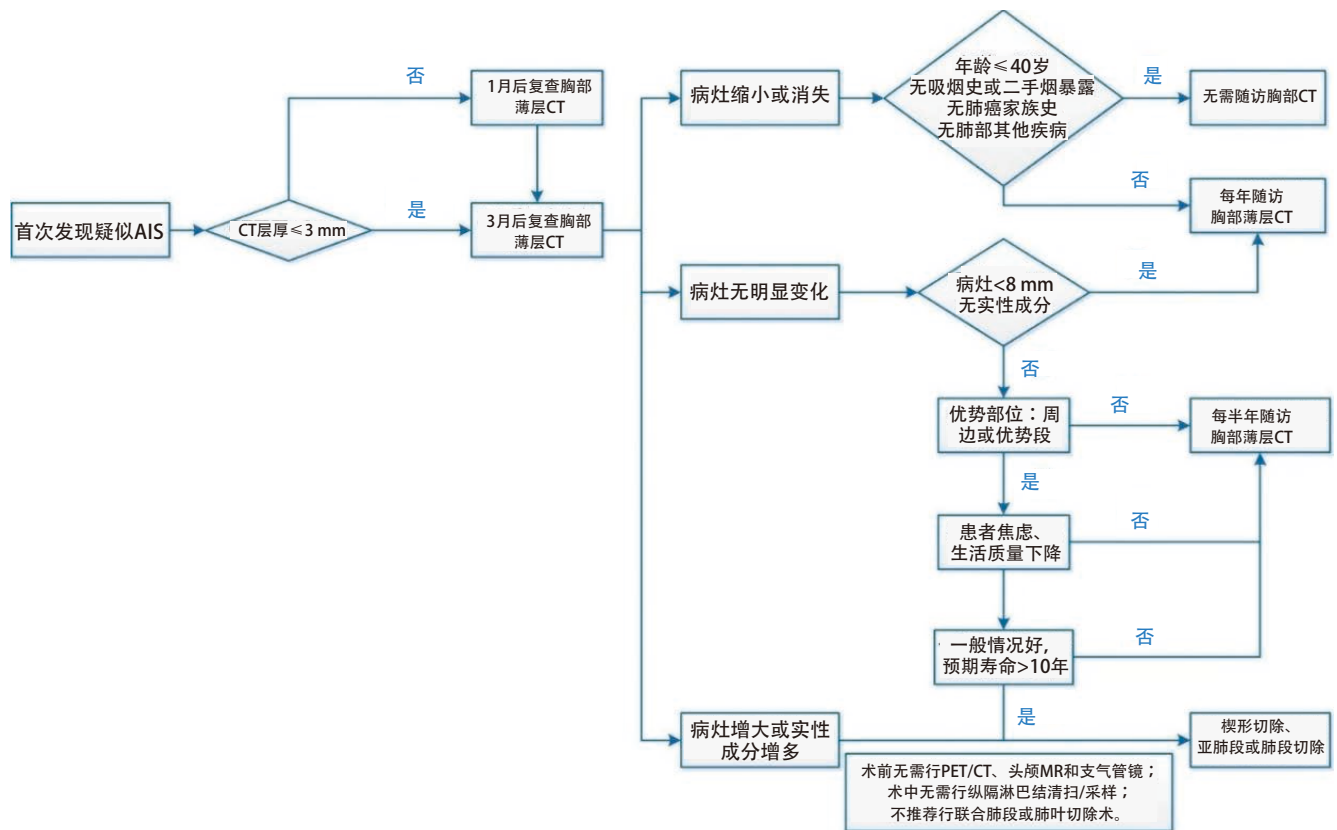 首次发现疑似AIS
CT层厚≤3 mm
否
1月后复查胸部
薄层CT
是
3月后复查胸部
薄层CT
病灶缩小或消失
年龄≤40岁
无吸烟史或二手烟暴露
无肺癌家族史
无肺部其他疾病
是
无需随访胸部CT
否
每年随访
胸部薄层CT
病灶无明显变化
病灶<8 mm
无实性成分
是
否
优势部位：周
边或优势段
否
每半年随访
胸部薄层CT
是
患者焦虑、
生活质量下降
否
一般情况好,
预期寿命>10年
否
是
病灶增大或实性
成分增多
楔形切除、
亚肺段或肺段切除
术前无需行PET/CT、头颅MR和支气管镜；
术中无需行纵隔淋巴结清扫/采样；
不推荐行联合肺段或肺叶切除术。